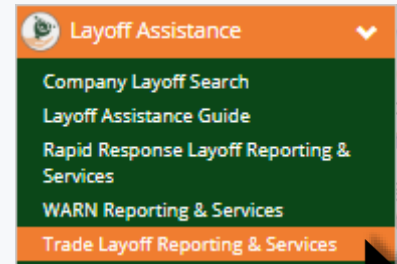 Layoff Assistance
Company Layoff Search
Layoff Assistance Guide
Rapid Response Layoff Reporting &
Services
WARN Reporting & Services
Trade Layoff Reporting & Services